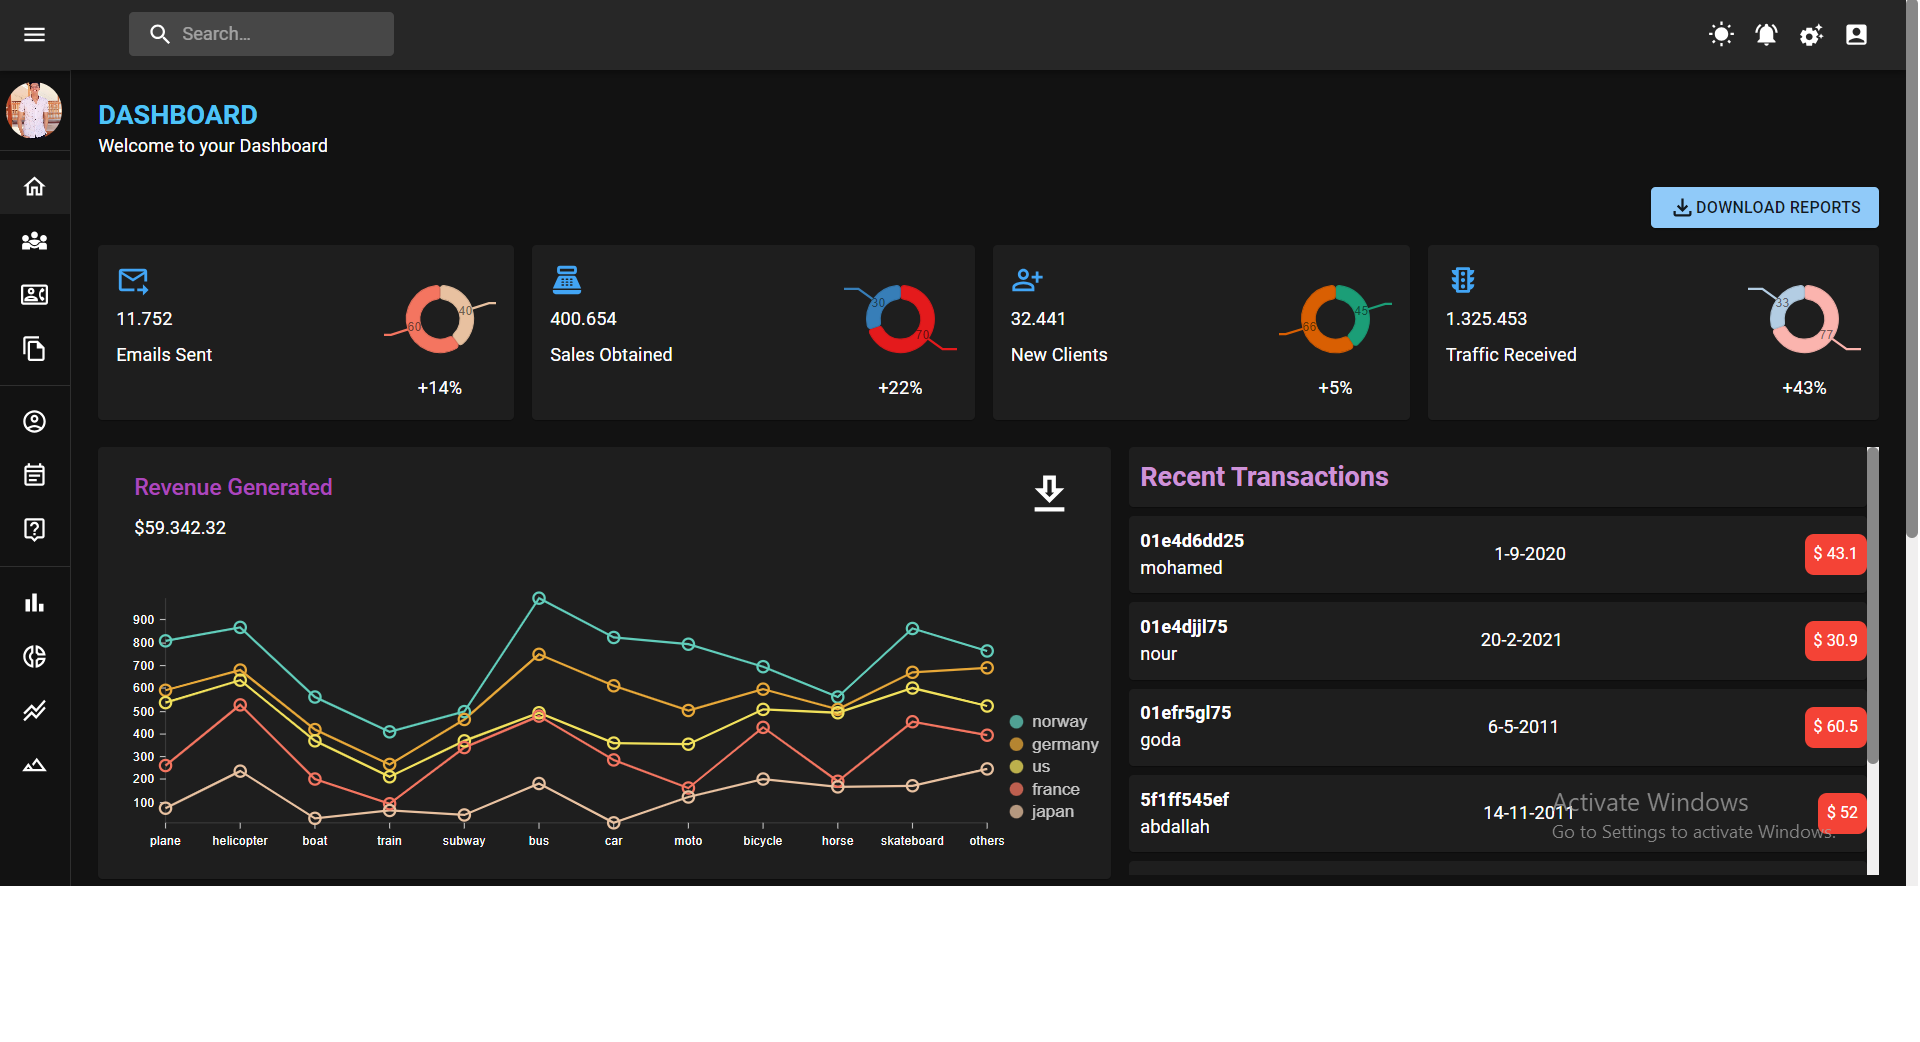 Search...
DASHBOARD
Welcome to your Dashboard
DOWNLOAD REPORTS
11.752
Emails Sent
60
40
+14%
400.654
Sales Obtained
30
70
+22%
32.441
New Clients
66
45
+5%
1.325.453
Traffic Received
33
77
+43%
Revenue Generated
$59.342.32
900
800
700
600
500
400
300
200
100
plane helicopter boat train subway bus car moto bicycle horse skateboard others
norway
germany
us
france
japan
Recent Transactions
01e4d6dd25
mohamed
1-9-2020
$ 43.1
01e4djjl75
nour
20-2-2021
$ 30.9
01efr5gl75
goda
6-5-2011
$ 60.5
5f1ff545ef
abdallah
14-11-2011
$ 52
Activate Windows
Go to Settings to activate Windows.